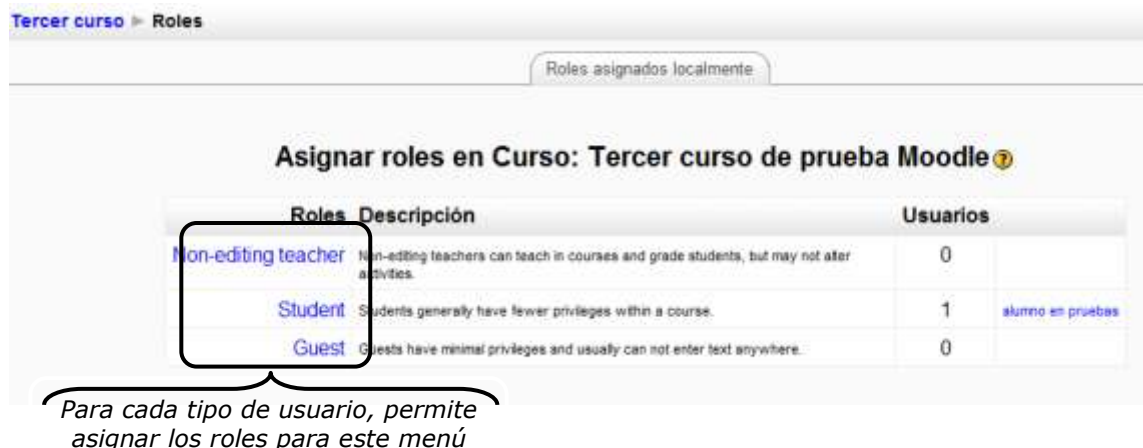 Tercer curso ► Roles
Roles asignados localmente
Asignar roles en Curso: Tercer curso de prueba Moodle
Roles Descripción Usuarios
Non-editing teacher Non-editing teachers can teach in courses and grade students, but may not alter activities. 0
Student Students generally have fewer privileges within a course. 1 alumno en pruebas
Guest Guests have minimal privileges and usually can not enter text anywhere. 0
Para cada tipo de usuario, permite
asignar los roles para este menú